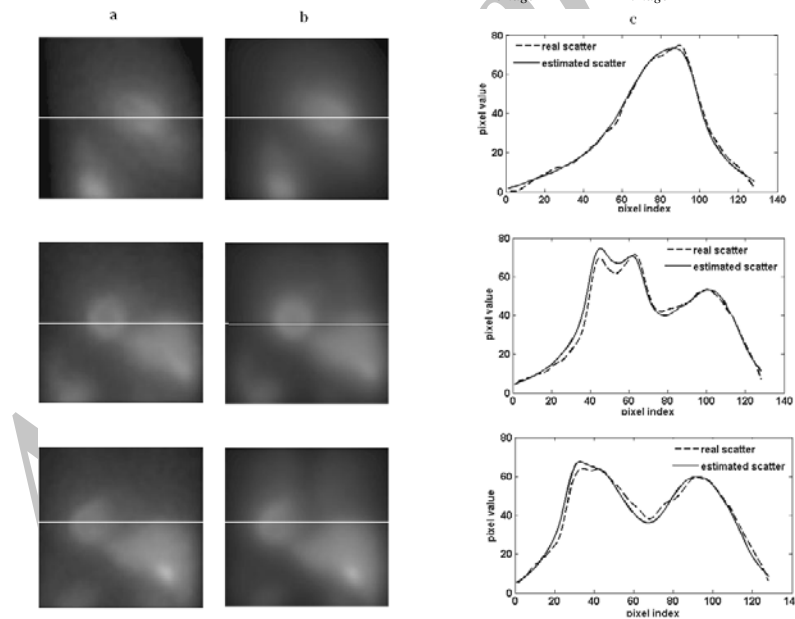 a
b
c
80
60
40
20
0
pixel value
real scatter
estimated scatter
0 20 40 60 80 100 120 140
pixel index
80
60
40
20
0
pixel value
real scatter
estimated scatter
0 20 40 60 80 100 120 140
pixel index
80
60
40
20
0
pixel value
real scatter
estimated scatter
0 20 40 60 80 100 120 140
pixel index